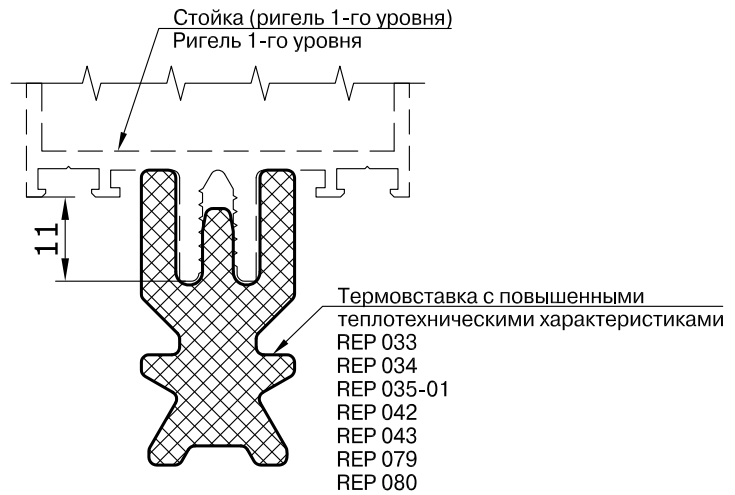 Стойка (ригель 1-го уровня)
Ригель 1-го уровня
11
Термовставка с повышенными
теплотехническими характеристиками
REP 033
REP 034
REP 035-01
REP 042
REP 043
REP 079
REP 080